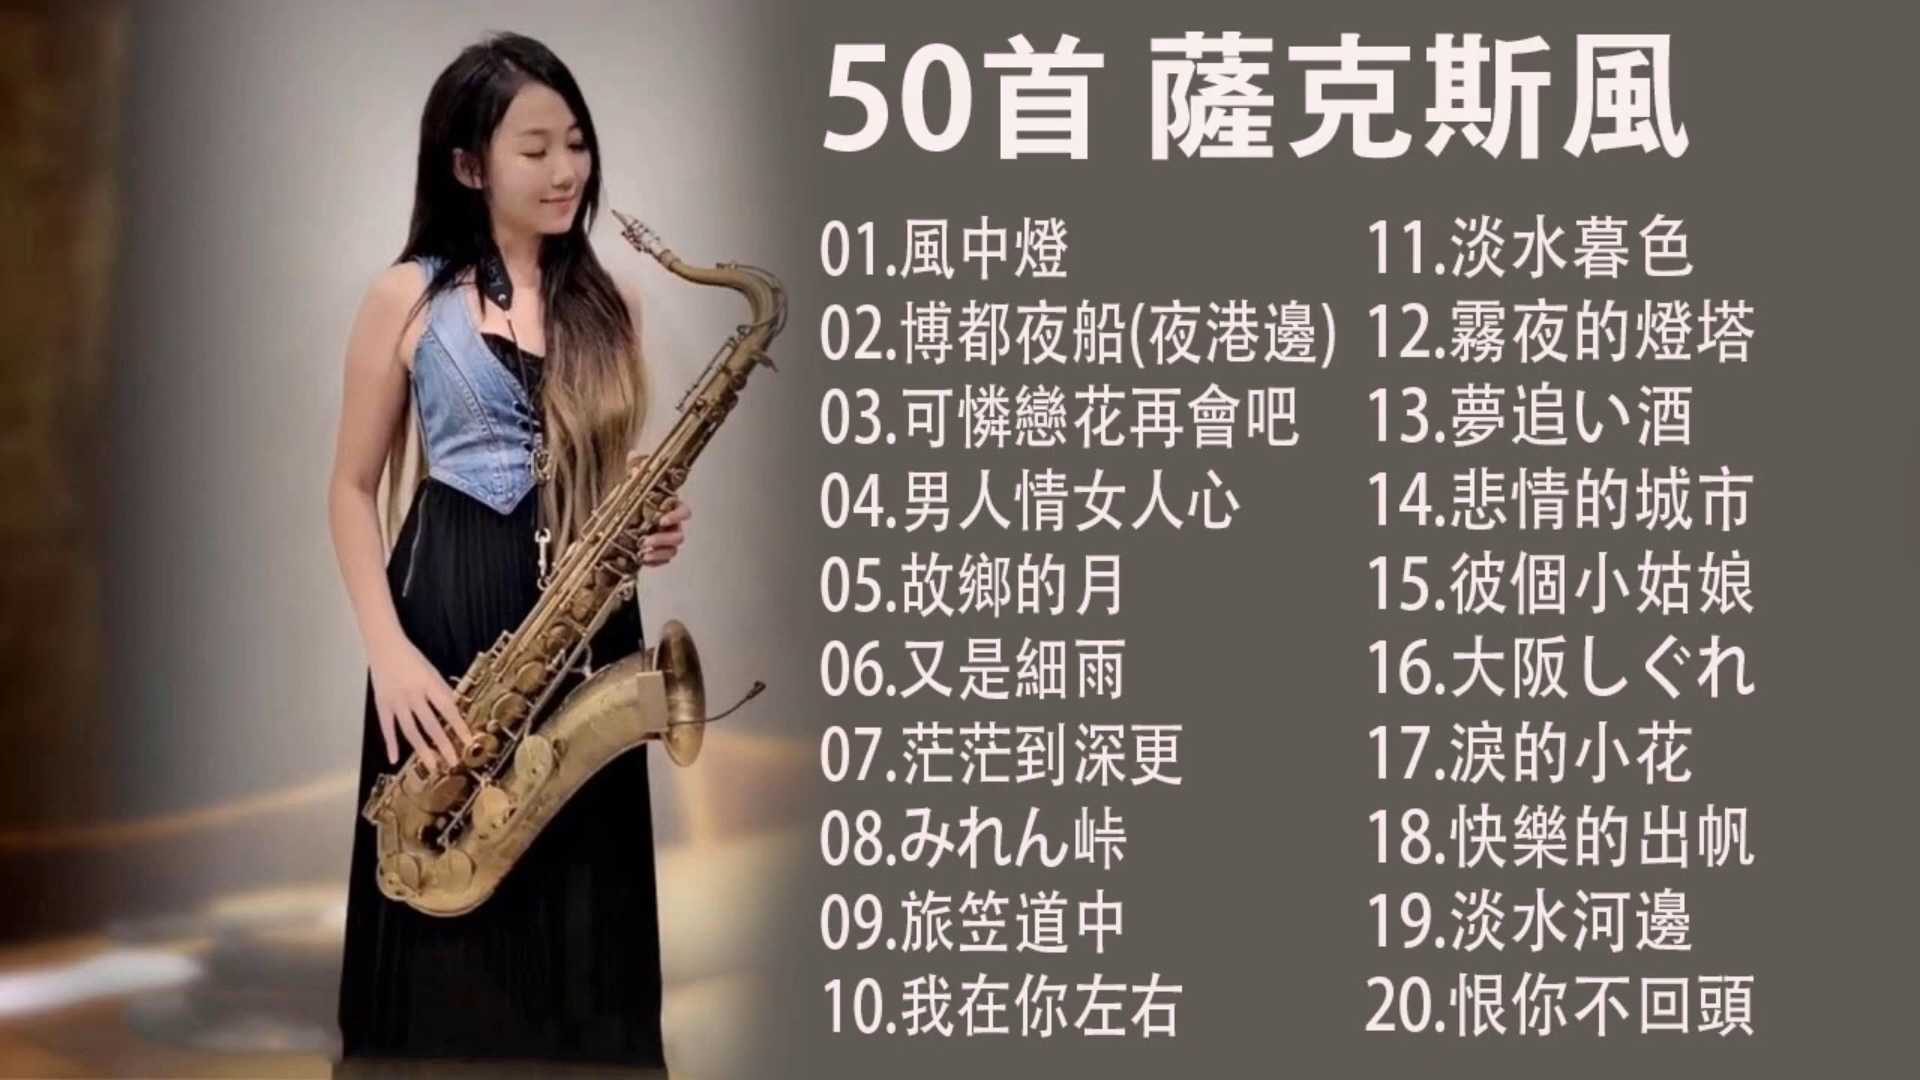 50首 薩克斯風
01.風中燈
02.博都夜船(夜港邊)
03.可憐戀花再會吧
04.男人情女人心
05.故鄉的月
06.又是細雨
07.茫茫到深更
08.みれん峠
09.旅笠道中
10.我在你左右
11.淡水暮色
12.霧夜的燈塔
13.夢追い酒
14.悲情的城市
15.彼個小姑娘
16.大阪しぐれ
17.淚的小花
18.快樂的出帆
19.淡水河邊
20.恨你不回頭